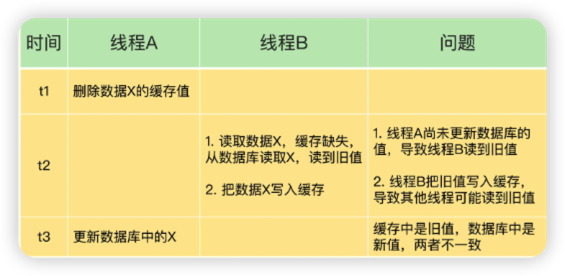 时间 线程A 线程B 问题
t1 删除数据X的缓存值
t2
1. 读取数据X，缓存缺失，
从数据库读取X，读到旧值
2. 把数据X写入缓存
1. 线程A尚未更新数据库的
值，导致线程B读到旧值
2. 线程B把旧值写入缓存，
导致其他线程可能读到旧值
t3 更新数据库中的X
缓存中是旧值，数据库中是
新值，两者不一致